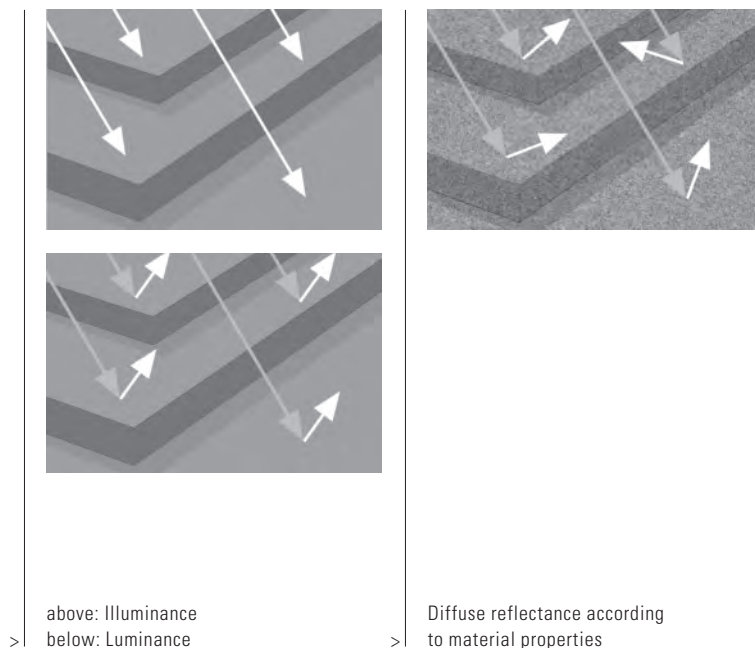 above: Illuminance
> below: Luminance
Diffuse reflectance according
> to material properties